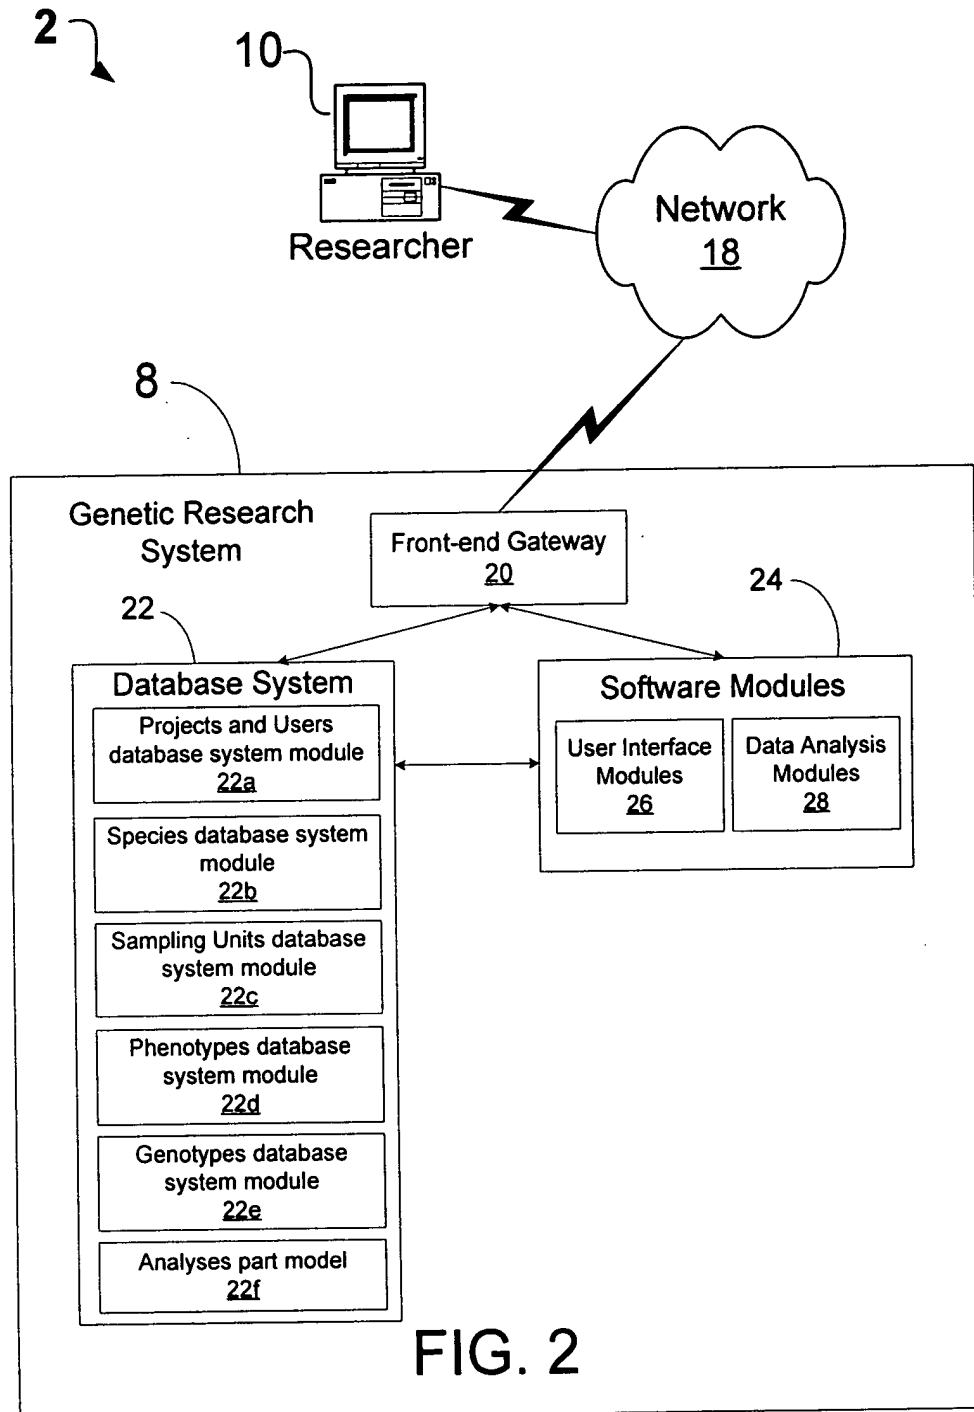 2
10
Researcher
Network
18
8
Genetic Research
System
Front-end Gateway
20
22
24
Database System
Projects and Users
database system module
22a
Species database system
module
22b
Sampling Units database
system module
22c
Phenotypes database
system module
22d
Genotypes database
system module
22e
Analyses part model
22f
Software Modules
User Interface
Modules
26
Data Analysis
Modules
28
FIG. 2